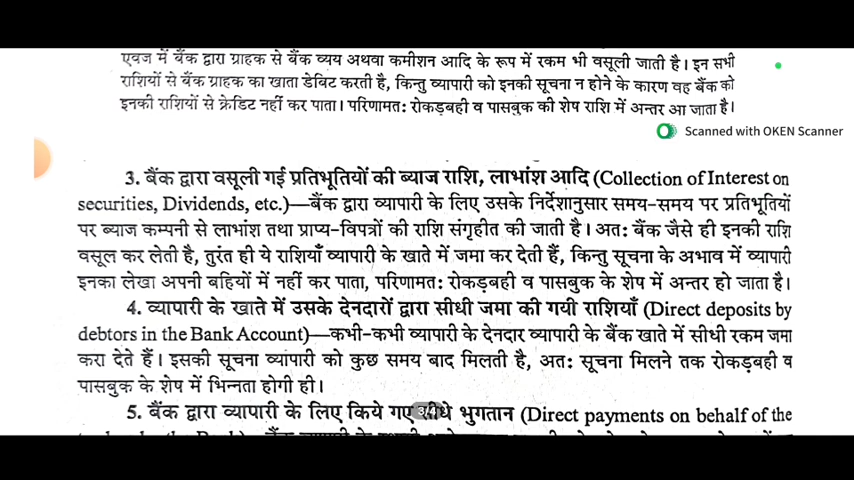 एवज में बैंक द्वारा ग्राहक से बैंक व्यय अथवा कमीशन आदि के रूप में रकम भी वसूली जाती है। इन सभी
राशियों से बैंक ग्राहक का खाता डेबिट करती है, किन्तु व्यापारी को इनकी सूचना न होने के कारण वह बैंक को
इनकी राशियों से क्रेडिट नहीं कर पाता। परिणामतः रोकड़बही व पासबुक की शेष राशि में अन्तर आ जाता है।
Scanned with OKEN Scanner
3. बैंक द्वारा वसूली गई प्रतिभूतियों की ब्याज राशि, लाभांश आदि (Collection of Interest on
securities, Dividends, etc.)—बैंक द्वारा व्यापारी के लिए उसके निर्देशानुसार समय-समय पर प्रतिभूतियों
पर ब्याज कम्पनी से लाभांश तथा प्राप्य-विपत्रों की राशि संगृहीत की जाती है। अतः बैंक जैसे ही इनकी राशि
वसूल कर लेती है, तुरंत ही ये राशियाँ व्यापारी के खाते में जमा कर देती हैं, किन्तु सूचना के अभाव में व्यापारी
इनका लेखा अपनी बहियों में नहीं कर पाता, परिणामतः रोकड़बही व पासबुक के शेष में अन्तर हो जाता है।
4. व्यापारी के खाते में उसके देनदारों द्वारा सीधी जमा की गयी राशियाँ (Direct deposits by
debtors in the Bank Account)—कभी-कभी व्यापारी के देनदार व्यापारी के बैंक खाते में सीधी रकम जमा
करा देते हैं। इसकी सूचना व्यापारी को कुछ समय बाद मिलती है, अतः सूचना मिलने तक रोकड़बही व
पासबुक के शेष में भिन्नता होगी ही।
5. बैंक द्वारा व्यापारी के लिए किये गए सीधे भुगतान (Direct payments on behalf of the
3/4